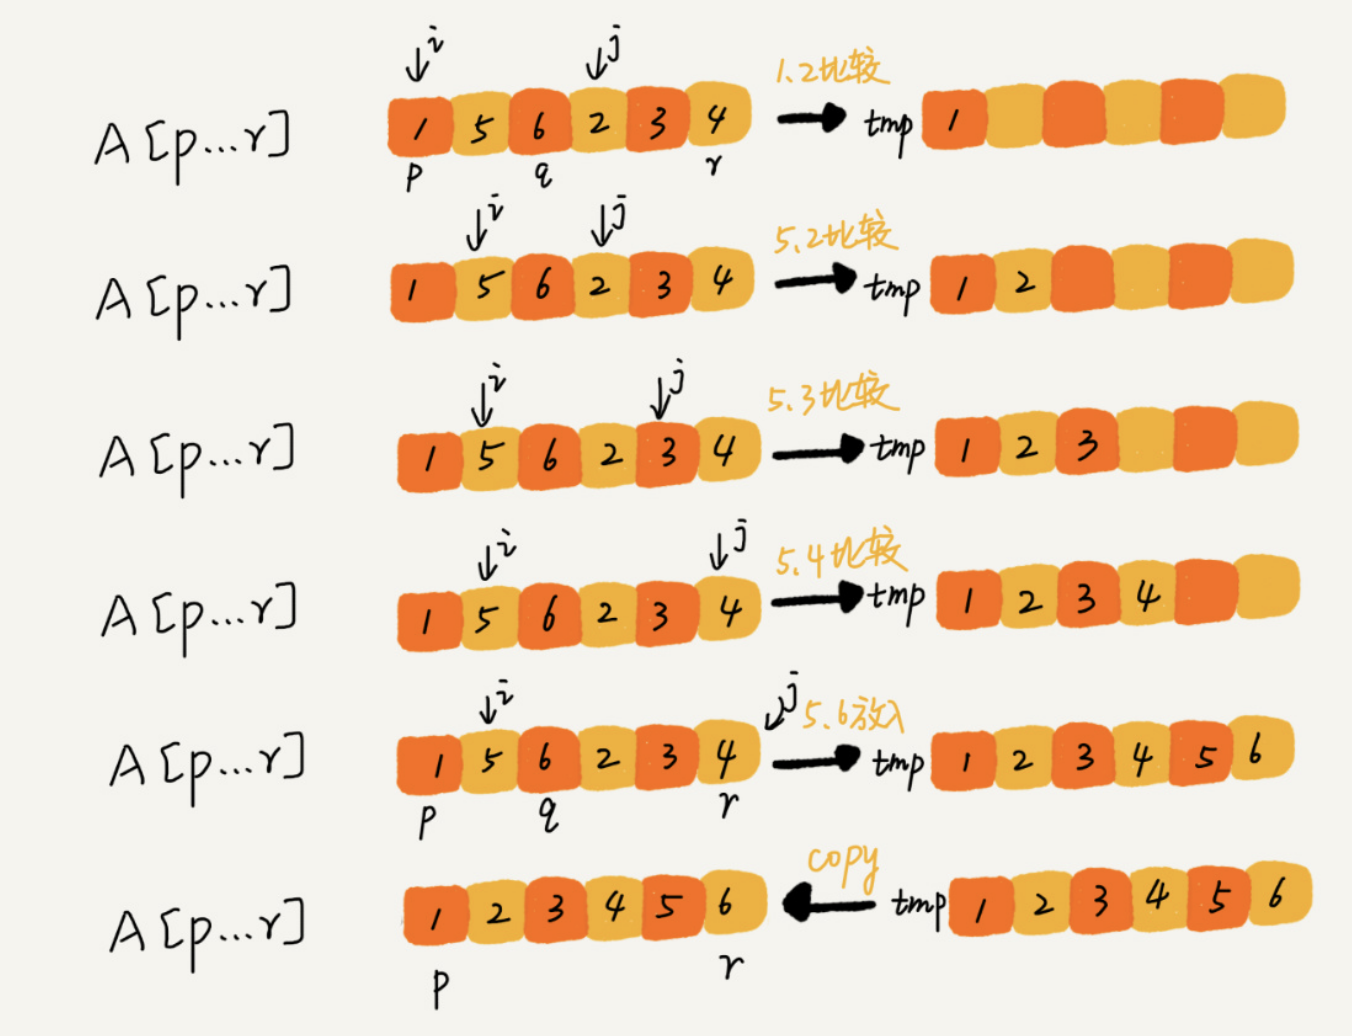 i j 1.2比较
A[p...r] 1 5 6 2 3 4 tmp 1
p q r
i j 5.2比较
A[p...r] 1 5 6 2 3 4 tmp 1 2
i j 5.3比较
A[p...r] 1 5 6 2 3 4 tmp 1 2 3
i j 5.4比较
A[p...r] 1 5 6 2 3 4 tmp 1 2 3 4
i j 5.6放入
A[p...r] 1 5 6 2 3 4 tmp 1 2 3 4 5 6
p q r
copy
A[p...r] 1 2 3 4 5 6 tmp 1 2 3 4 5 6
p r